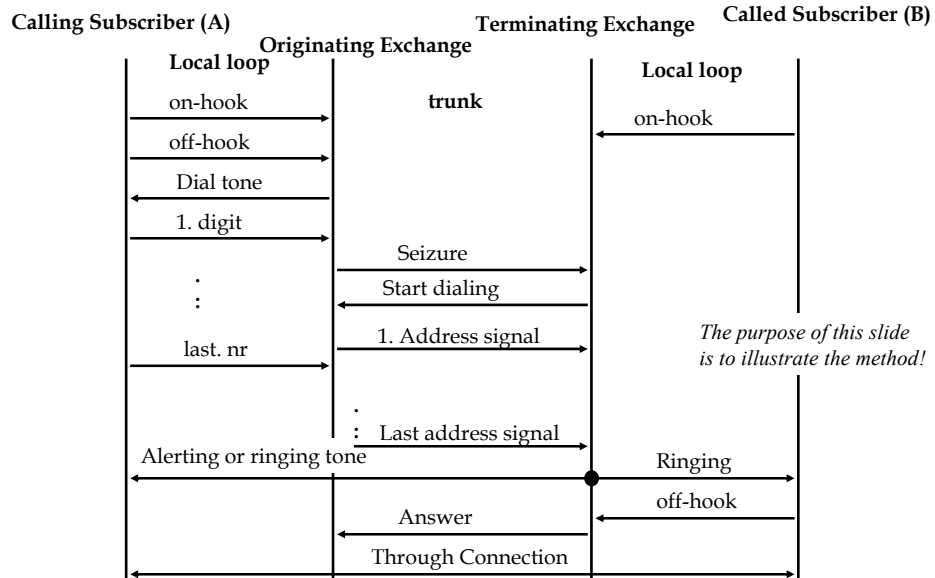 Calling Subscriber (A)
Originating Exchange
Terminating Exchange
Called Subscriber (B)
Local loop
trunk
Local loop
on-hook
on-hook
off-hook
Dial tone
1. digit
Seizure
Start dialing
.
:
1. Address signal
last. nr
The purpose of this slide
is to illustrate the method!
.
:
Last address signal
Alerting or ringing tone
Ringing
off-hook
Answer
Through Connection